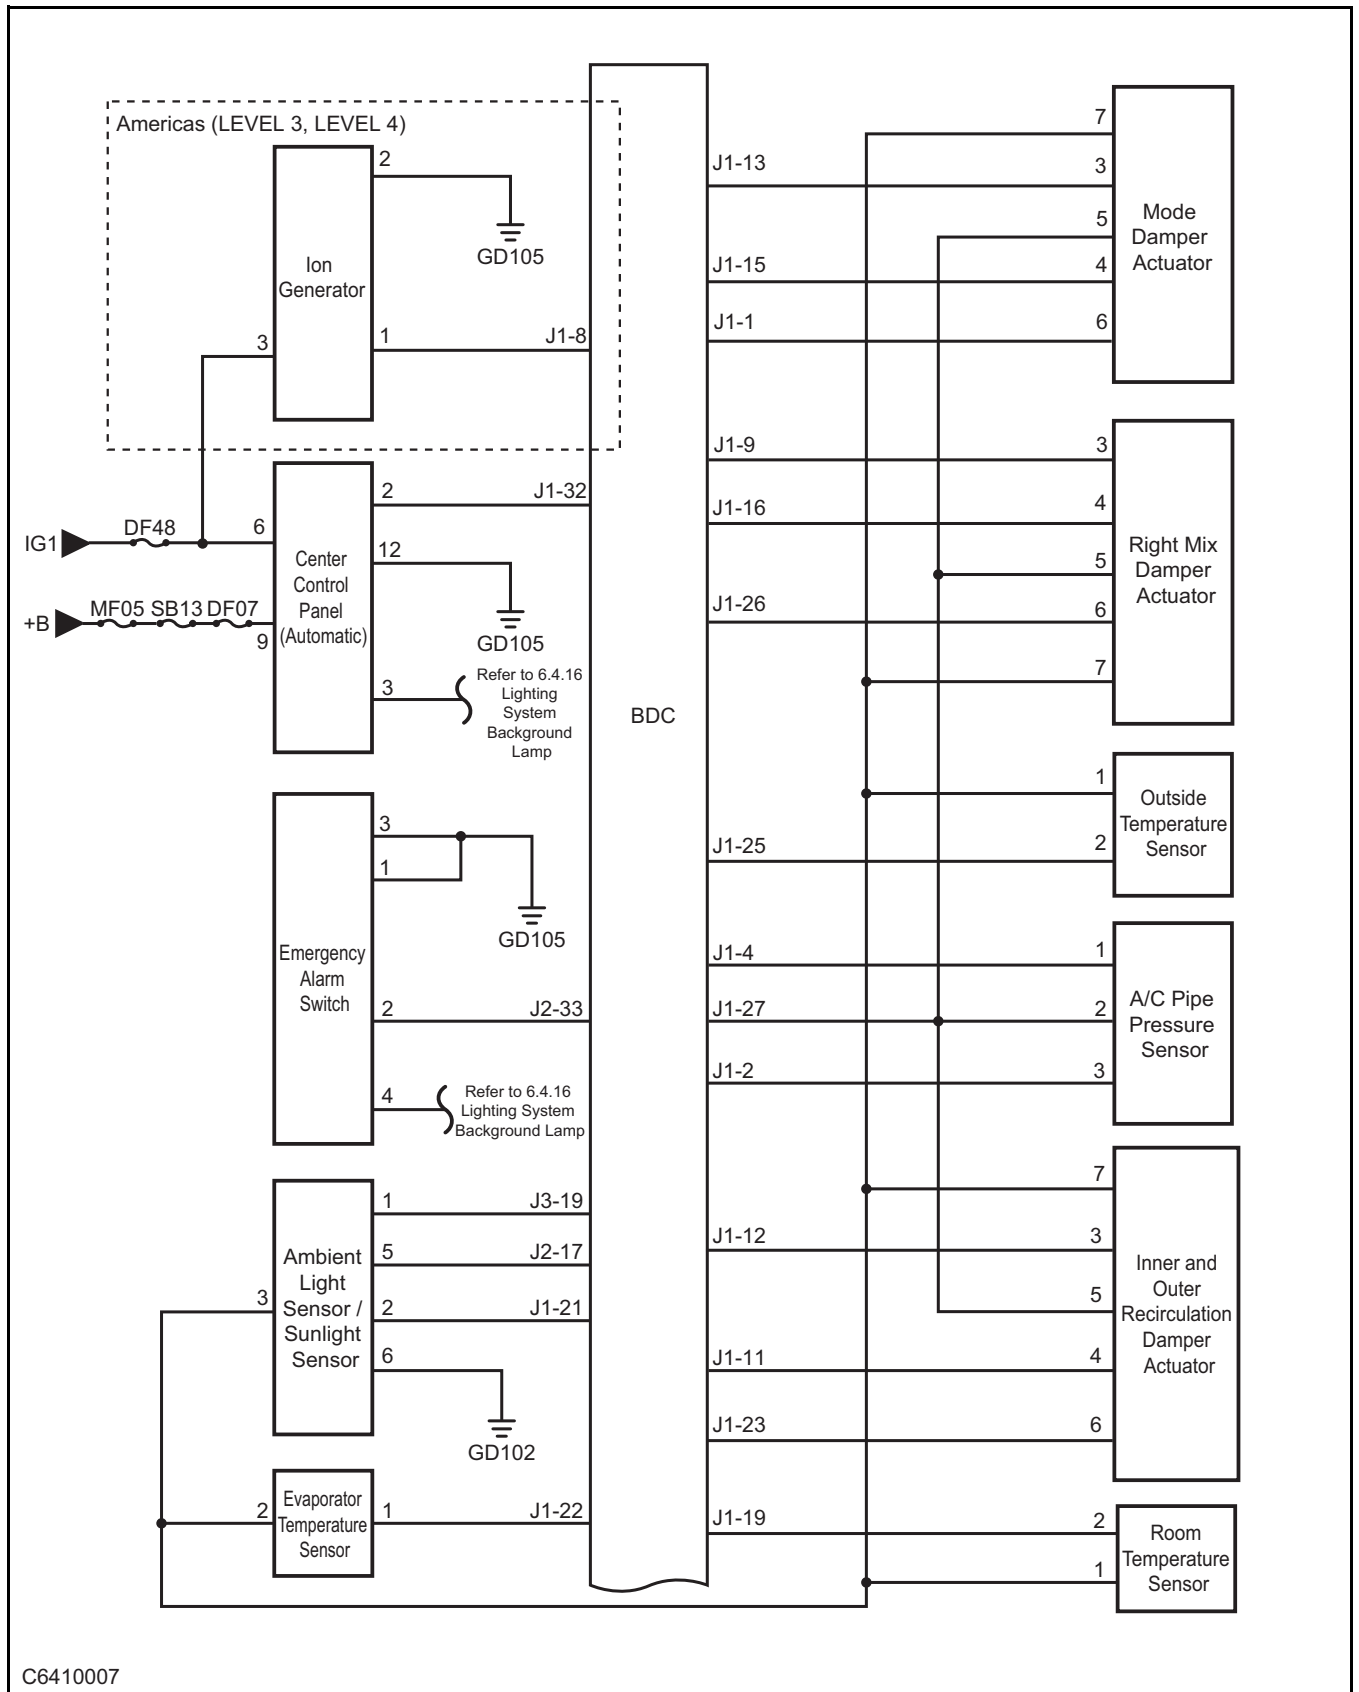 Americas (LEVEL 3, LEVEL 4)
Ion
Generator
2
GD105
3
1
J1-8
IG1
DF48
6
+B
MF05 SB13 DF07
9
Center
Control
Panel
(Automatic)
2
J1-32
12
GD105
3
Refer to 6.4.16
Lighting
System
Background
Lamp
Emergency
Alarm
Switch
3
1
GD105
2
J2-33
4
Refer to 6.4.16
Lighting System
Background Lamp
Ambient
Light
Sensor /
Sunlight
Sensor
3
1
J3-19
5
J2-17
2
J1-21
6
GD102
Evaporator
Temperature
Sensor
2
1
J1-22
BDC
7
J1-13
3
5
J1-15
4
J1-1
6
Mode
Damper
Actuator
J1-9
3
J1-16
4
5
J1-26
6
7
Right Mix
Damper
Actuator
1
J1-25
2
Outside
Temperature
Sensor
J1-4
1
J1-27
2
J1-2
3
A/C Pipe
Pressure
Sensor
7
J1-12
3
5
J1-11
4
J1-23
6
Inner and
Outer
Recirculation
Damper
Actuator
J1-19
2
1
Room
Temperature
Sensor
C6410007